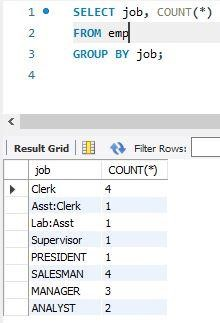 1 SELECT job, COUNT(*)
2 FROM emp
3 GROUP BY job;
4
Result Grid Filter Rows:
job COUNT(*)
Clerk 4
Asst:Clerk 1
Lab:Asst 1
Supervisor 1
PRESIDENT 1
SALESMAN 4
MANAGER 3
ANALYST 2